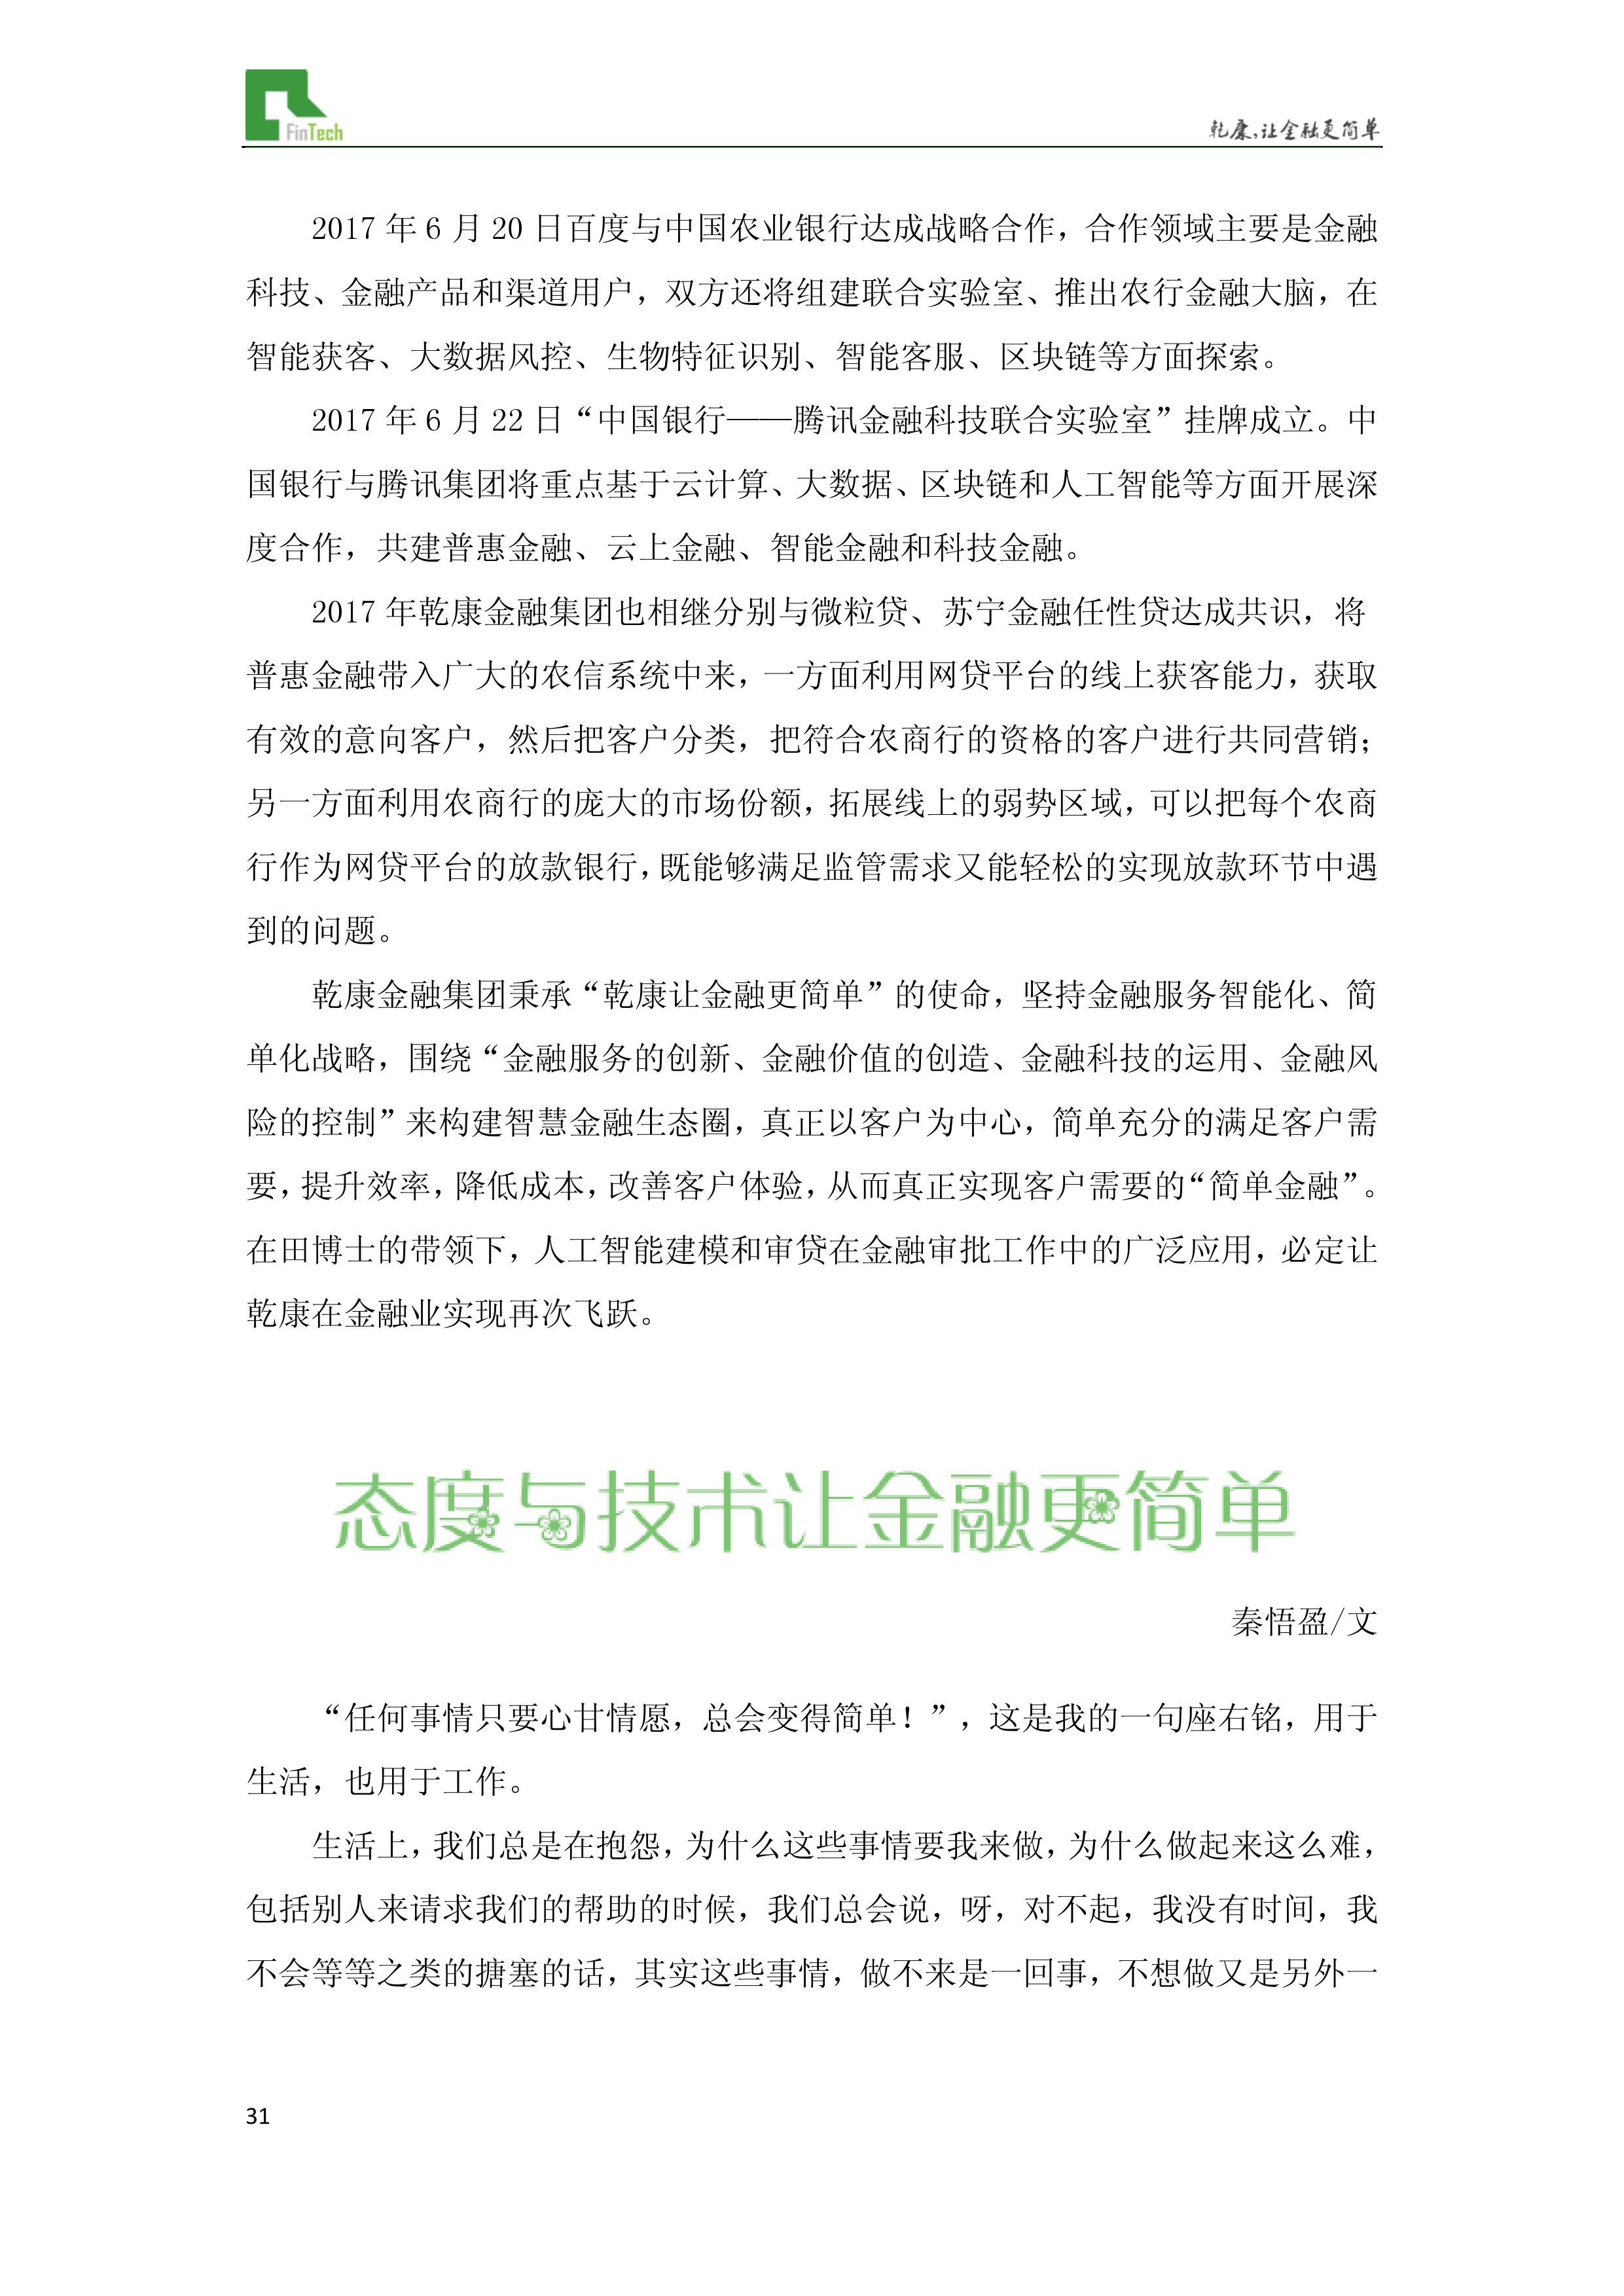 FinTech
乾康,让金融更简单
2017 年 6 月 20 日百度与中国农业银行达成战略合作，合作领域主要是金融
科技、金融产品和渠道用户，双方还将组建联合实验室、推出农行金融大脑，在
智能获客、大数据风控、生物特征识别、智能客服、区块链等方面探索。
2017 年 6 月 22 日“中国银行——腾讯金融科技联合实验室”挂牌成立。中
国银行与腾讯集团将重点基于云计算、大数据、区块链和人工智能等方面开展深
度合作，共建普惠金融、云上金融、智能金融和科技金融。
2017 年乾康金融集团也相继分别与微粒贷、苏宁金融任性贷达成共识，将
普惠金融带入广大的农信系统中来，一方面利用网贷平台的线上获客能力，获取
有效的意向客户，然后把客户分类，把符合农商行的资格的客户进行共同营销；
另一方面利用农商行的庞大的市场份额，拓展线上的弱势区域，可以把每个农商
行作为网贷平台的放款银行，既能够满足监管需求又能轻松的实现放款环节中遇
到的问题。
乾康金融集团秉承“乾康让金融更简单”的使命，坚持金融服务智能化、简
单化战略，围绕“金融服务的创新、金融价值的创造、金融科技的运用、金融风
险的控制”来构建智慧金融生态圈，真正以客户为中心，简单充分的满足客户需
要，提升效率，降低成本，改善客户体验，从而真正实现客户需要的“简单金融”。
在田博士的带领下，人工智能建模和审贷在金融审批工作中的广泛应用，必定让
乾康在金融业实现再次飞跃。
态度与技术让金融更简单
秦悟盈/文
“任何事情只要心甘情愿，总会变得简单！”，这是我的一句座右铭，用于
生活，也用于工作。
生活上，我们总是在抱怨，为什么这些事情要我来做，为什么做起来这么难，
包括别人来请求我们的帮助的时候，我们总会说，呀，对不起，我没有时间，我
不会等等之类的搪塞的话，其实这些事情，做不来是一回事，不想做又是另外一
31